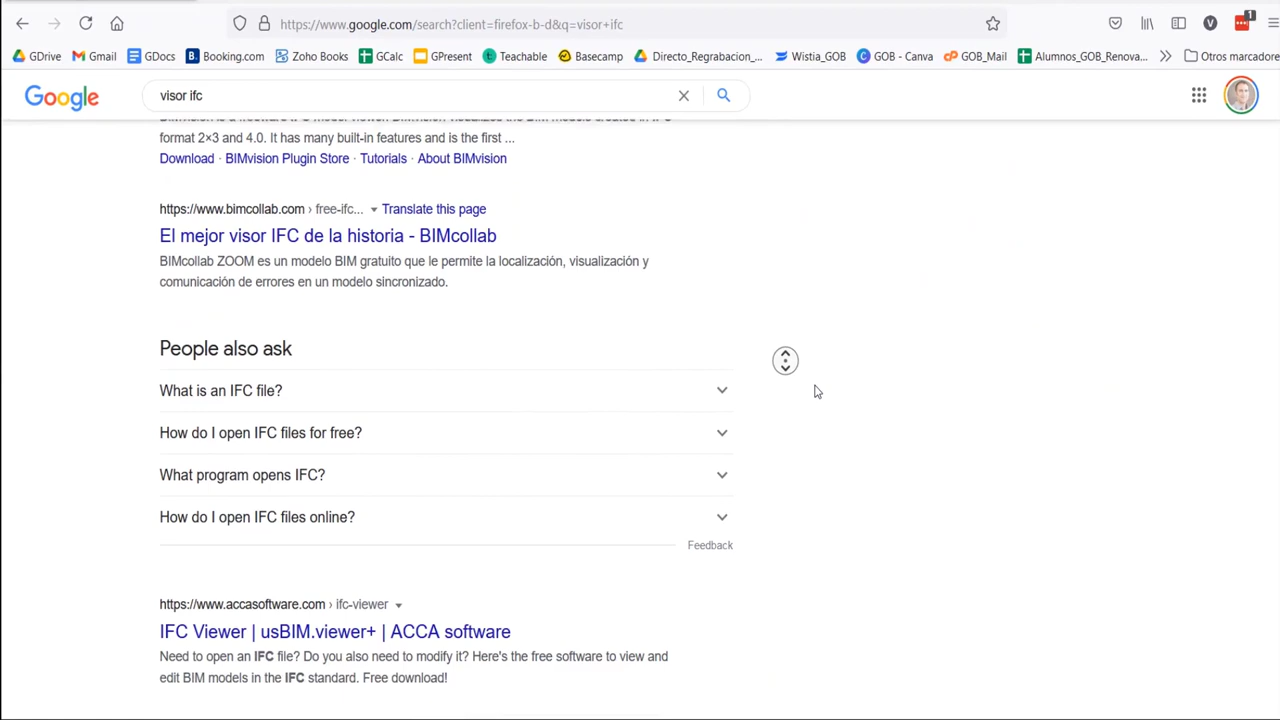 https://www.google.com/search?client=firefox-b-d&q=visor+ifc
GDrive Gmail GDocs Booking.com Zoho Books GCalc GPresent Teachable Basecamp Directo_Regrabacion_... Wistia_GOB GOB - Canva GOB_Mail Alumnos_GOB_Renova... Otros marcadores
Google visor ifc
format 2×3 and 4.0. It has many built-in features and is the first ...
Download · BIMvision Plugin Store · Tutorials · About BIMvision
https://www.bimcollab.com › free-ifc... Translate this page
El mejor visor IFC de la historia - BIMcollab
BIMcollab ZOOM es un modelo BIM gratuito que le permite la localización, visualización y
comunicación de errores en un modelo sincronizado.
People also ask
What is an IFC file?
How do I open IFC files for free?
What program opens IFC?
How do I open IFC files online?
Feedback
https://www.accasoftware.com › ifc-viewer
IFC Viewer | usBIM.viewer+ | ACCA software
Need to open an IFC file? Do you also need to modify it? Here's the free software to view and
edit BIM models in the IFC standard. Free download!